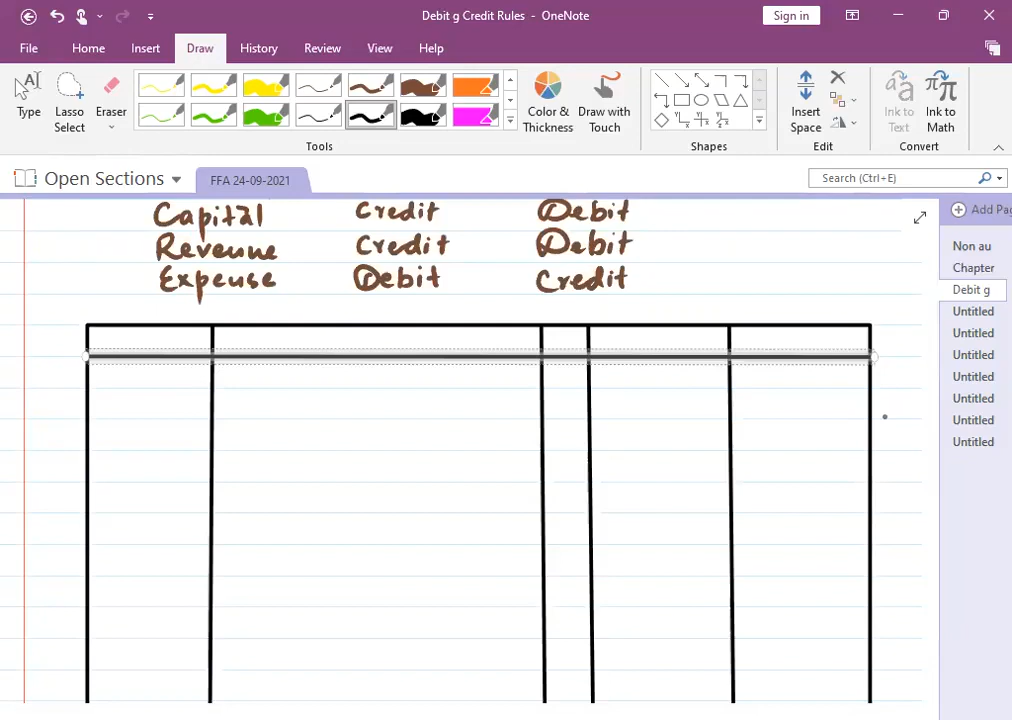 Debit g Credit Rules - OneNote
Sign in
File Home Insert Draw History Review View Help
Type
Lasso Select
Eraser
Color & Thickness
Draw with Touch
Insert Space
Ink to Text
Ink to Math
Tools Shapes Edit Convert
Open Sections
FFA 24-09-2021
Search (Ctrl+E)
Capital Credit Debit
Revenue Credit Debit
Expense Debit Credit
Add Pag
Non au
Chapter
Debit g
Untitled
Untitled
Untitled
Untitled
Untitled
Untitled
Untitled